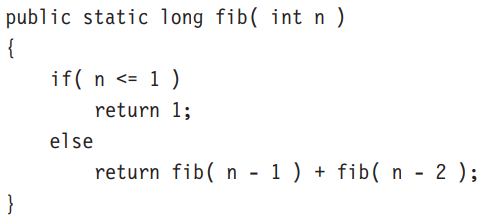 public static long fib( int n )
{
    if( n <= 1 )
        return 1;
    else
        return fib( n - 1 ) + fib( n - 2 );
}